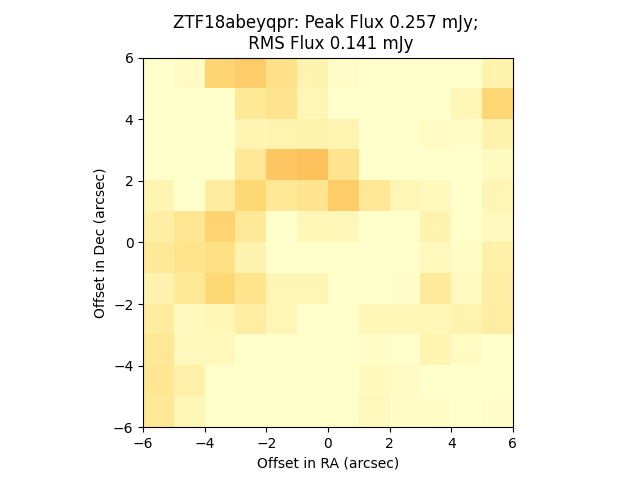 ZTF18abeyqpr: Peak Flux 0.257 mJy;
RMS Flux 0.141 mJy
6
4
2
0
−2
−4
−6
Offset in Dec (arcsec)
−6 −4 −2 0 2 4 6
Offset in RA (arcsec)